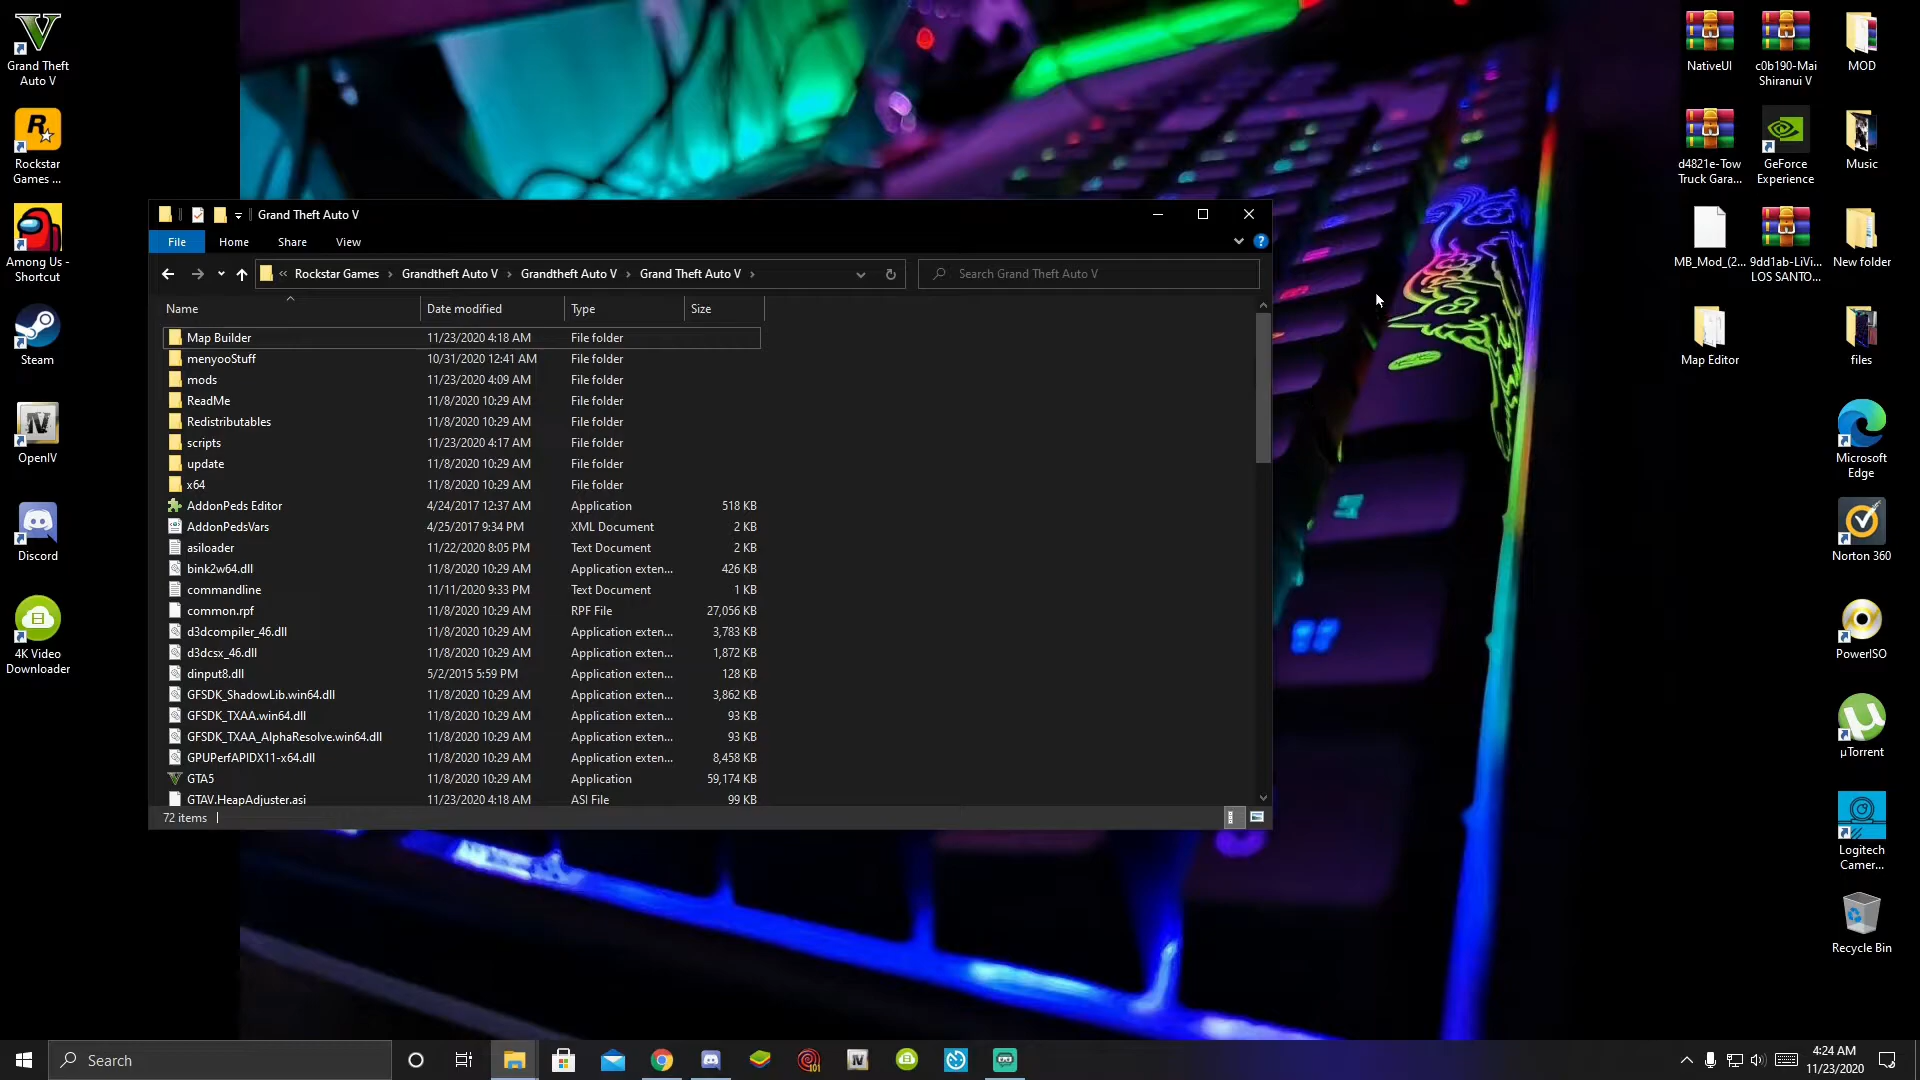 Grand Theft
Auto V
Rockstar
Games ...
Among Us -
Shortcut
Steam
OpenIV
Discord
4K Video
Downloader
Grand Theft Auto V
File
Home
Share
View
Rockstar Games
Grandtheft Auto V
Grandtheft Auto V
Grand Theft Auto V
Search Grand Theft Auto V
Name Date modified Type Size
Map Builder 11/23/2020 4:18 AM File folder
menyooStuff 10/31/2020 12:41 AM File folder
mods 11/23/2020 4:09 AM File folder
ReadMe 11/8/2020 10:29 AM File folder
Redistributables 11/8/2020 10:29 AM File folder
scripts 11/23/2020 4:17 AM File folder
update 11/8/2020 10:29 AM File folder
x64 11/8/2020 10:29 AM File folder
AddonPeds Editor 4/24/2017 12:37 AM Application 518 KB
AddonPedsVars 4/25/2017 9:34 PM XML Document 2 KB
asiloader 11/22/2020 8:05 PM Text Document 2 KB
bink2w64.dll 11/8/2020 10:29 AM Application exten... 426 KB
commandline 11/11/2020 9:33 PM Text Document 1 KB
common.rpf 11/8/2020 10:29 AM RPF File 27,056 KB
d3dcompiler_46.dll 11/8/2020 10:29 AM Application exten... 3,783 KB
d3dcsx_46.dll 11/8/2020 10:29 AM Application exten... 1,872 KB
dinput8.dll 5/2/2015 5:59 PM Application exten... 128 KB
GFSDK_ShadowLib.win64.dll 11/8/2020 10:29 AM Application exten... 3,862 KB
GFSDK_TXAA.win64.dll 11/8/2020 10:29 AM Application exten... 93 KB
GFSDK_TXAA_AlphaResolve.win64.dll 11/8/2020 10:29 AM Application exten... 93 KB
GPUPerfAPIDX11-x64.dll 11/8/2020 10:29 AM Application exten... 8,458 KB
GTA5 11/8/2020 10:29 AM Application 59,174 KB
GTAV.HeapAdjuster.asi 11/23/2020 4:18 AM ASI File 99 KB
72 items
NativeUI
c0b190-Mai
Shiranui V
MOD
d4821e-Tow
Truck Gara...
GeForce
Experience
Music
MB_Mod_(2...
9dd1ab-LiVi...
LOS SANTO...
New folder
Map Editor
files
Microsoft
Edge
Norton 360
PowerISO
µTorrent
Logitech
Camer...
Recycle Bin
Search
4:24 AM
11/23/2020